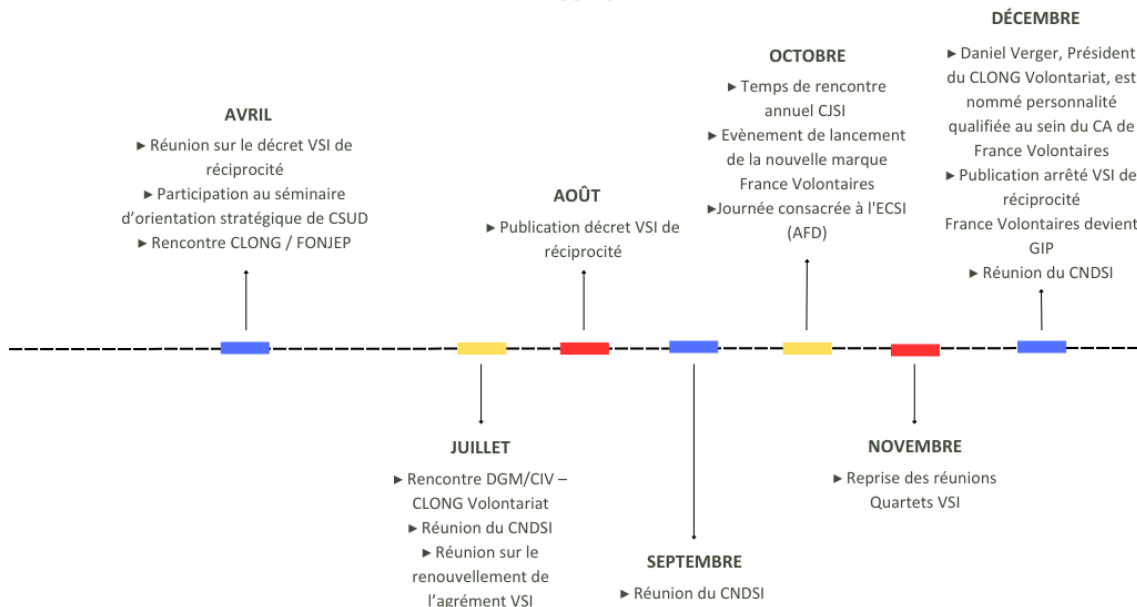 AVRIL
► Réunion sur le décret VSI de
réciprocité
► Participation au séminaire
d'orientation stratégique de CSUD
► Rencontre CLONG / FONJEP
JUILLET
► Rencontre DGM/CIV –
CLONG Volontariat
► Réunion du CNDSI
► Réunion sur le
renouvellement de
l'agrément VSI
AOÛT
► Publication décret VSI de
réciprocité
SEPTEMBRE
► Réunion du CNDSI
OCTOBRE
► Temps de rencontre
annuel CJSI
► Evènement de lancement
de la nouvelle marque
France Volontaires
►Journée consacrée à l'ECSI
(AFD)
NOVEMBRE
► Reprise des réunions
Quartets VSI
DÉCEMBRE
► Daniel Verger, Président
du CLONG Volontariat, est
nommé personnalité
qualifiée au sein du CA de
France Volontaires
► Publication arrêté VSI de
réciprocité
France Volontaires devient
GIP
► Réunion du CNDSI